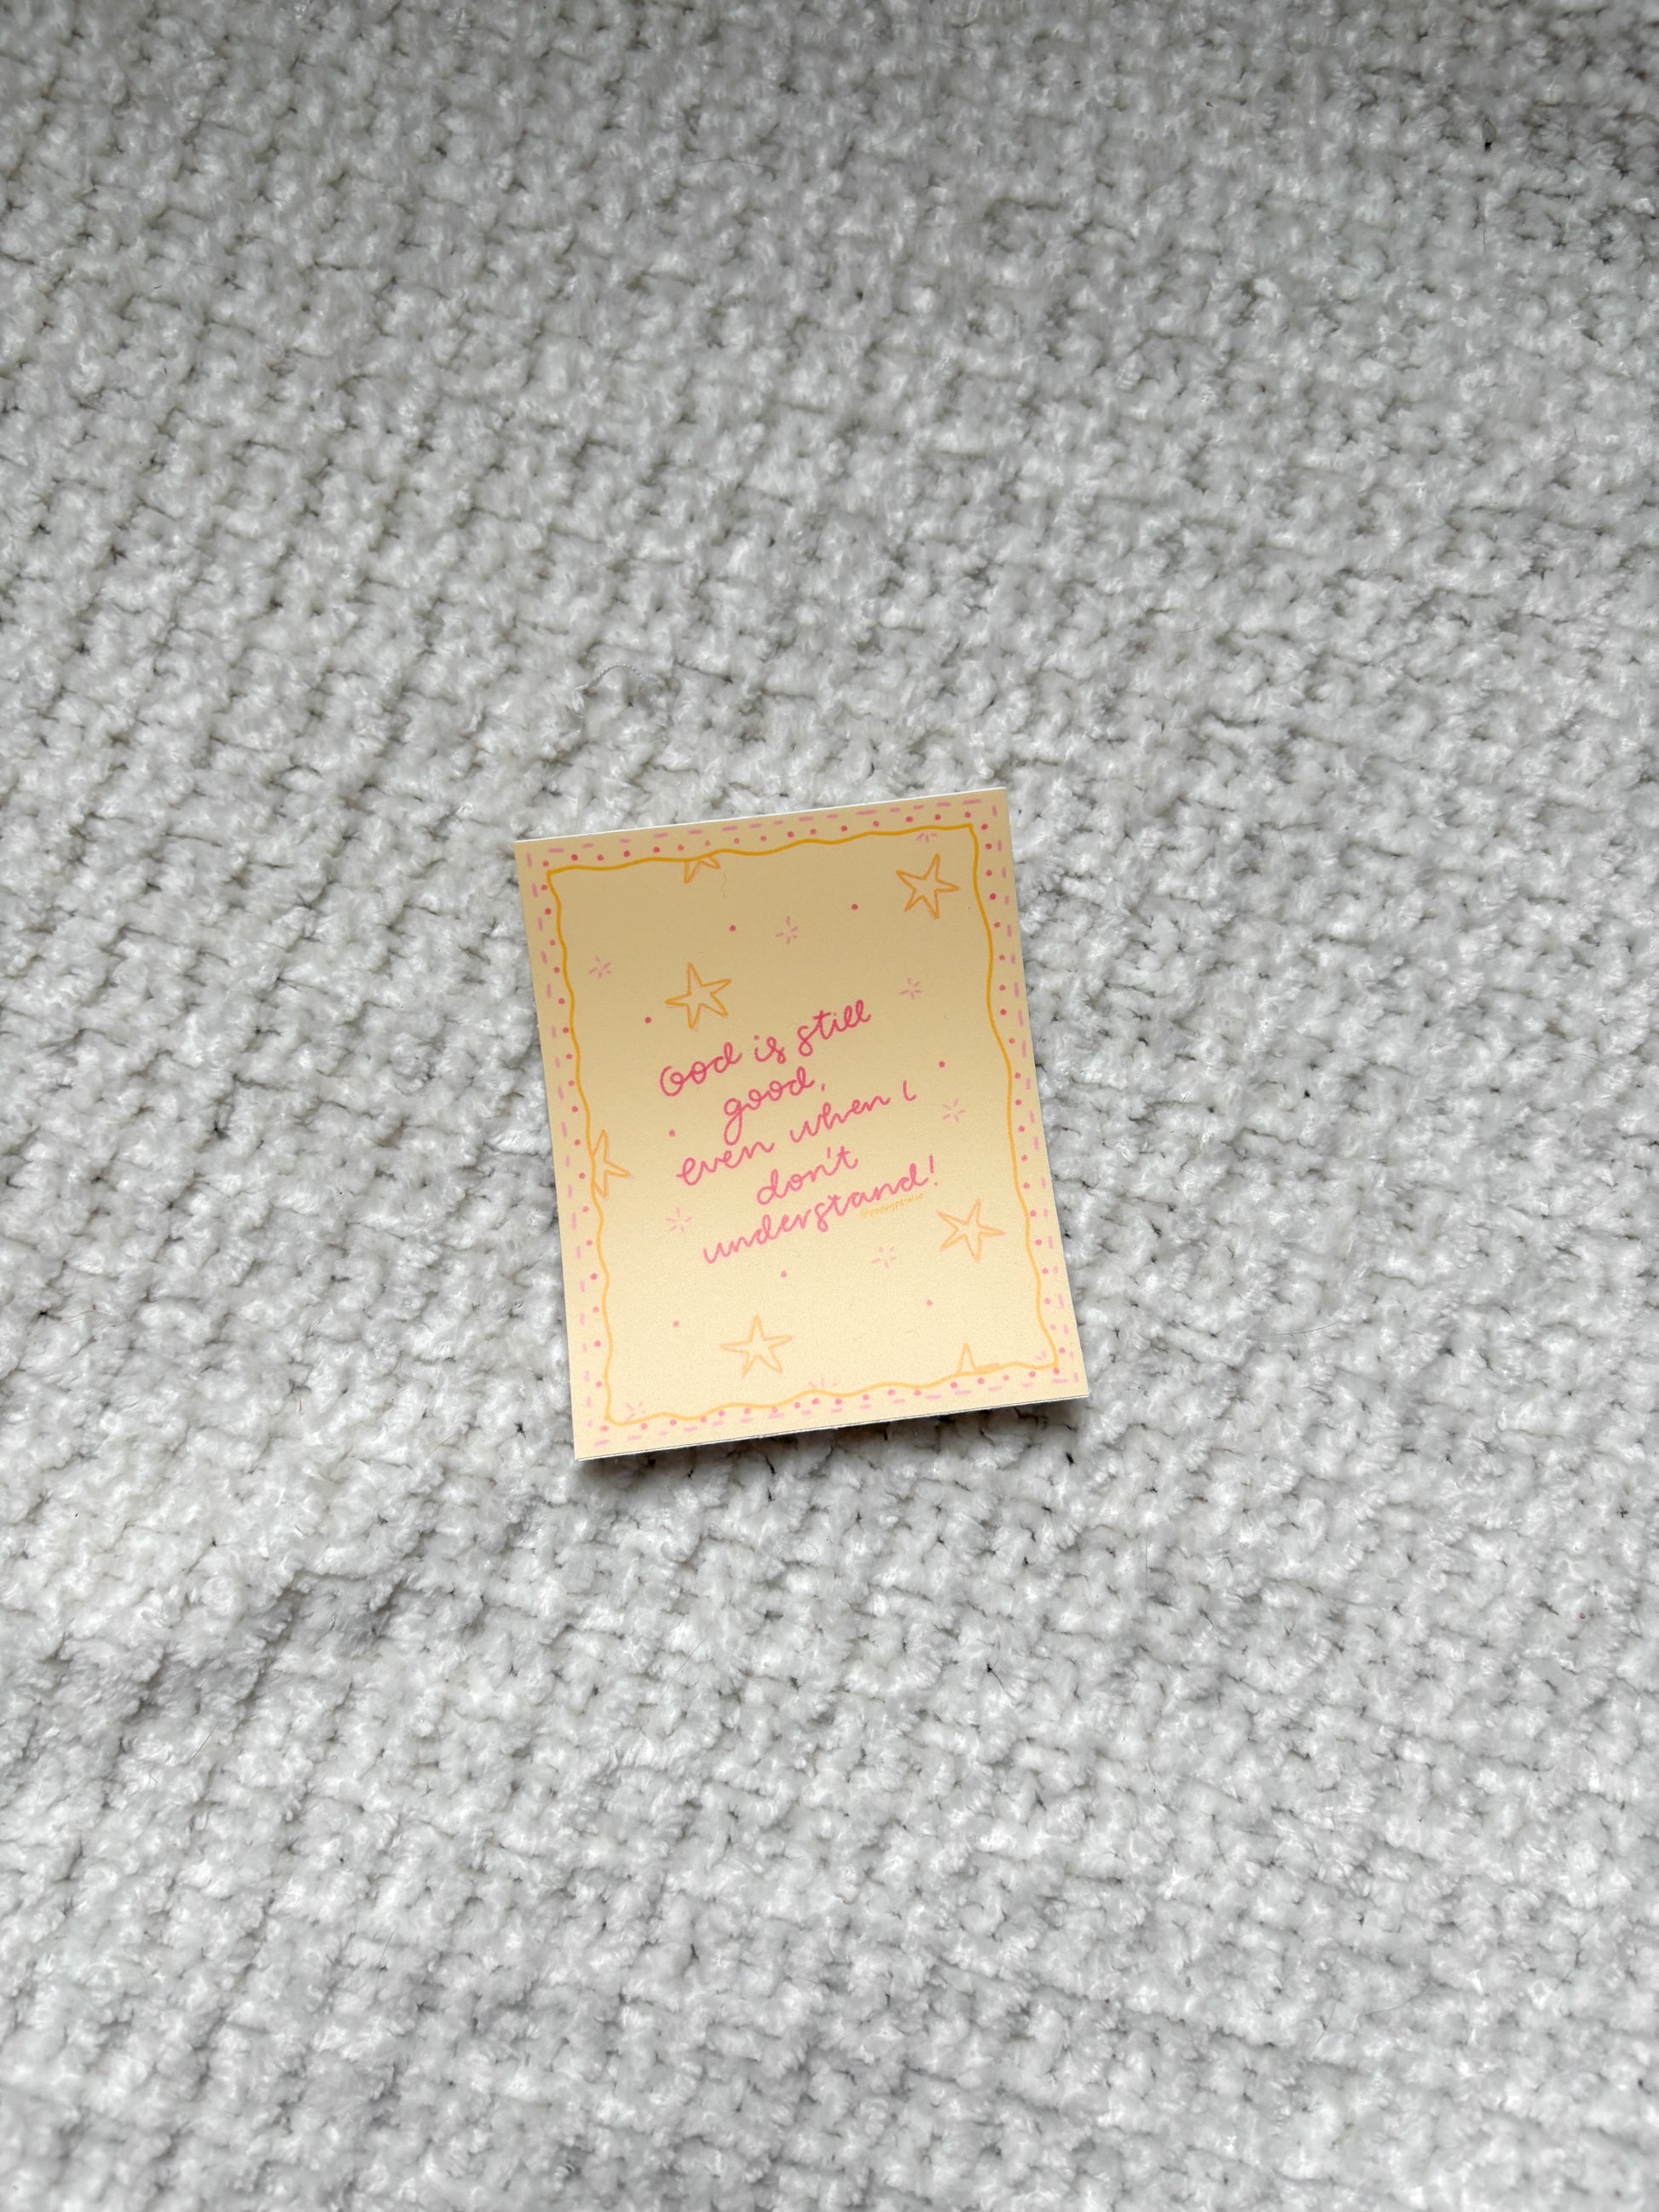 God is still
good,
even when I
don't
understand!